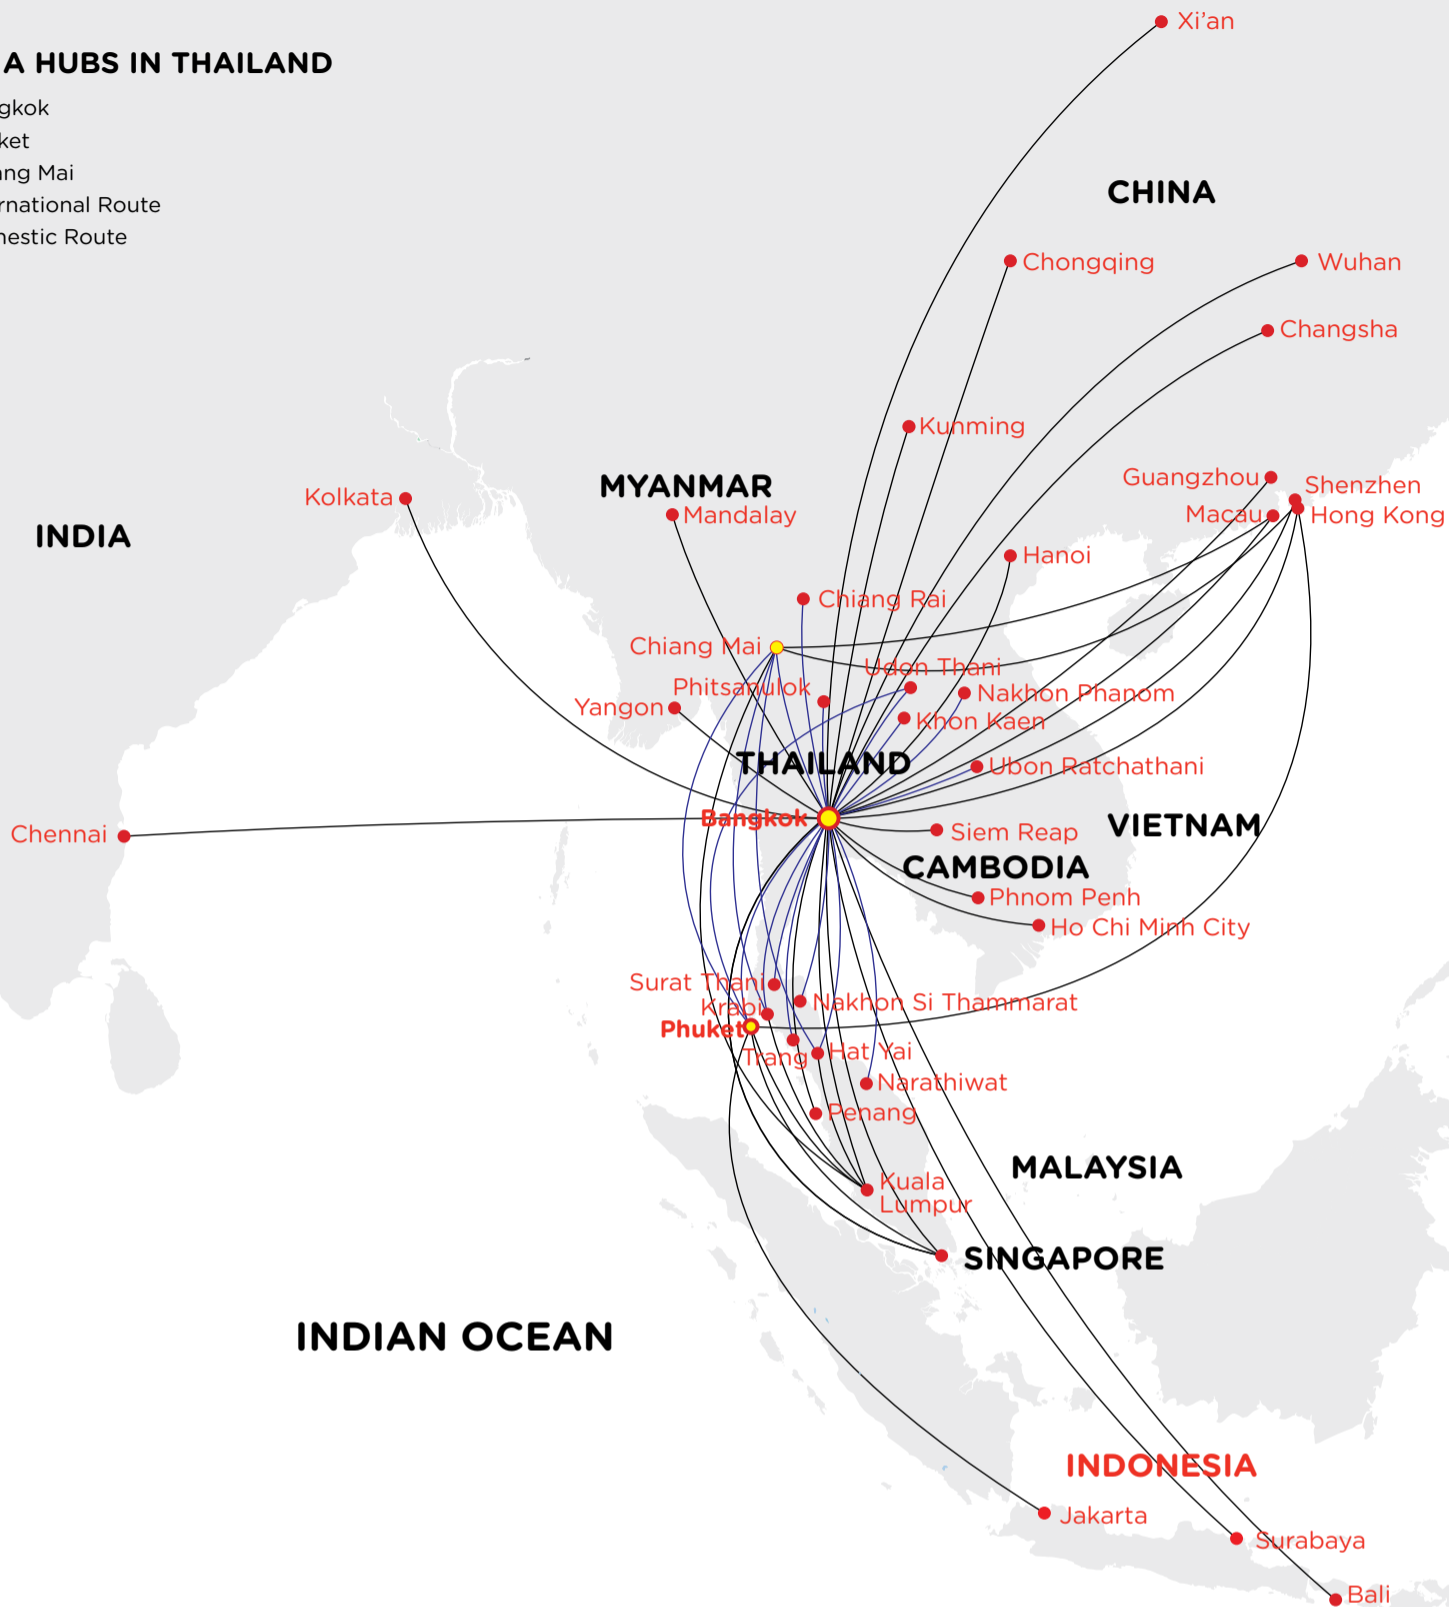 A HUBS IN THAILAND
gkok
ket
ang Mai
rnational Route
nestic Route
Xi'an
CHINA
Chongqing
Wuhan
Changsha
Kunming
Guangzhou
Shenzhen
Macau
Hong Kong
MYANMAR
Mandalay
Kolkata
INDIA
Hanoi
Chiang Rai
Chiang Mai
Udon Thani
Phitsanulok
Nakhon Phanom
Yangon
Khon Kaen
THAILAND
Ubon Ratchathani
Bangkok
Chennai
Siem Reap
VIETNAM
CAMBODIA
Phnom Penh
Ho Chi Minh City
Surat Thani
Krabi
Nakhon Si Thammarat
Phuket
Trang
Hat Yai
Narathiwat
Penang
MALAYSIA
Kuala
Lumpur
SINGAPORE
INDIAN OCEAN
INDONESIA
Jakarta
Surabaya
Bali